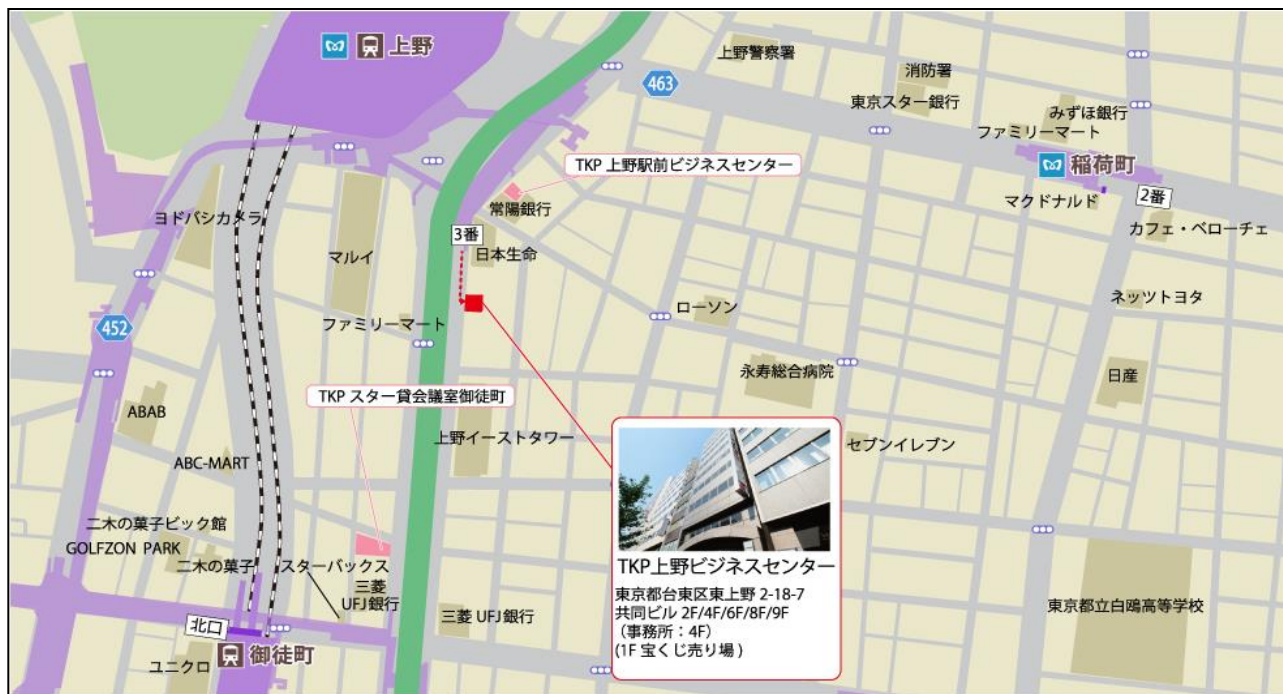 上野
463
上野警察署
消防署
東京スター銀行
みずほ銀行
ファミリーマート
稲荷町
マクドナルド
2番
カフェ・ベローチェ
TKP 上野駅前ビジネスセンター
常陽銀行
3番
日本生命
ヨドバシカメラ
マルイ
ネッツトヨタ
ローソン
452
ファミリーマート
永寿総合病院
日産
TKP スター貸会議室御徒町
ABAB
上野イーストタワー
セブンイレブン
ABC-MART
二木の菓子ビック館
GOLFZON PARK
二木の菓子
スターバックス
三菱
UFJ銀行
三菱 UFJ銀行
東京都立白鴎高等学校
北口
御徒町
ユニクロ
TKP上野ビジネスセンター
東京都台東区東上野 2-18-7
共同ビル 2F/4F/6F/8F/9F
(事務所：4F)
(1F 宝くじ売り場 )